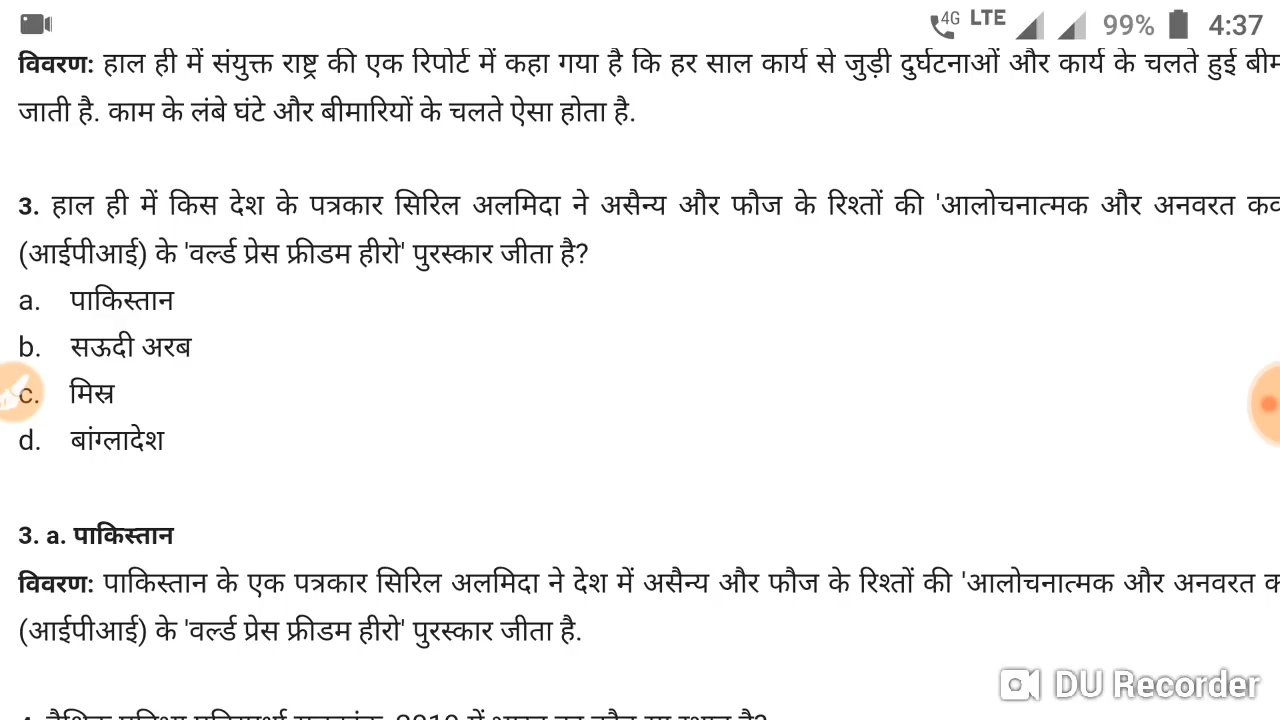 4G LTE 99% 4:37
विवरण: हाल ही में संयुक्त राष्ट्र की एक रिपोर्ट में कहा गया है कि हर साल कार्य से जुड़ी दुर्घटनाओं और कार्य के चलते हुई
जाती है. काम के लंबे घंटे और बीमारियों के चलते ऐसा होता है.
3. हाल ही में किस देश के पत्रकार सिरिल अलमिदा ने असैन्य और फौज के रिश्तों की 'आलोचनात्मक और अनवरत
(आईपीआई) के 'वर्ल्ड प्रेस फ्रीडम हीरो' पुरस्कार जीता है?
a. पाकिस्तान
b. सऊदी अरब
c. मिस्र
d. बांग्लादेश
3. a. पाकिस्तान
विवरण: पाकिस्तान के एक पत्रकार सिरिल अलमिदा ने देश में असैन्य और फौज के रिश्तों की 'आलोचनात्मक और अनवरत
(आईपीआई) के 'वर्ल्ड प्रेस फ्रीडम हीरो' पुरस्कार जीता है.
DU Recorder